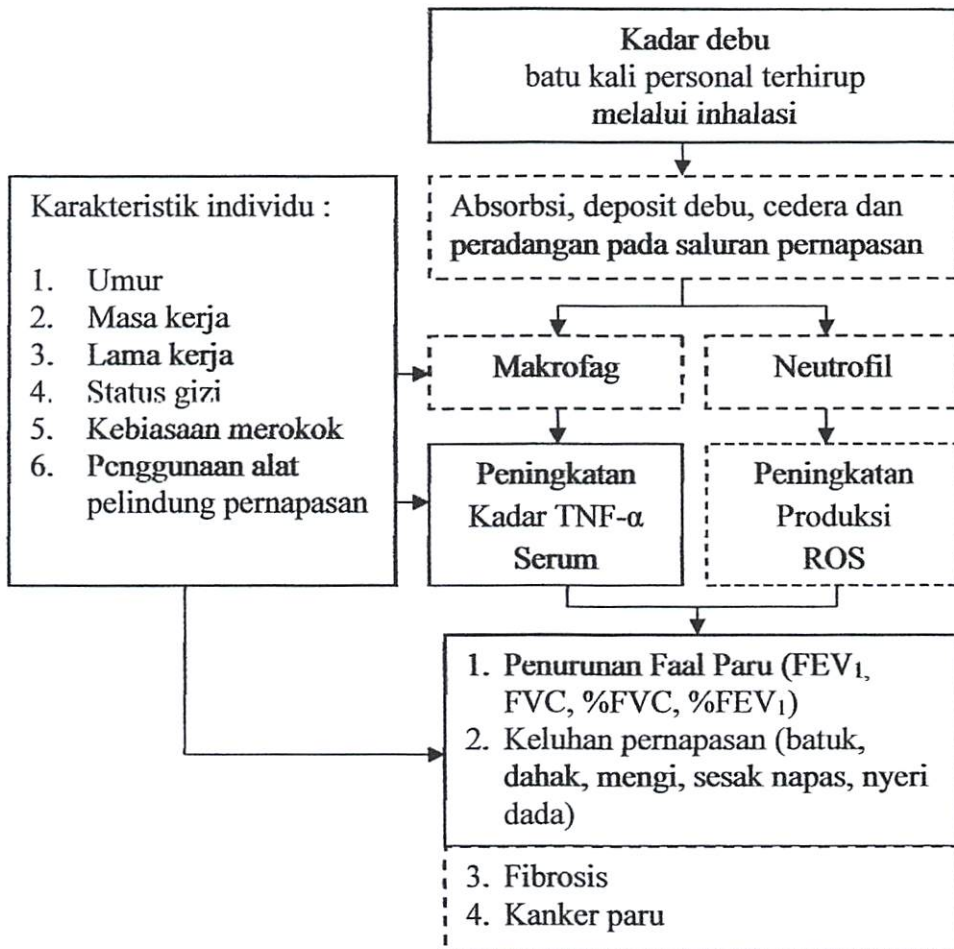 Kadar debu
batu kali personal terhirup
melalui inhalasi
Karakteristik individu :
1. Umur
2. Masa kerja
3. Lama kerja
4. Status gizi
5. Kebiasaan merokok
6. Penggunaan alat
pelindung pernapasan
Absorbsi, deposit debu, cedera dan
peradangan pada saluran pernapasan
Makrofag
Neutrofil
Peningkatan
Kadar TNF-α
Serum
Peningkatan
Produksi
ROS
1. Penurunan Faal Paru (FEV₁,
FVC, %FVC, %FEV₁)
2. Keluhan pernapasan (batuk,
dahak, mengi, sesak napas, nyeri
dada)
3. Fibrosis
4. Kanker paru